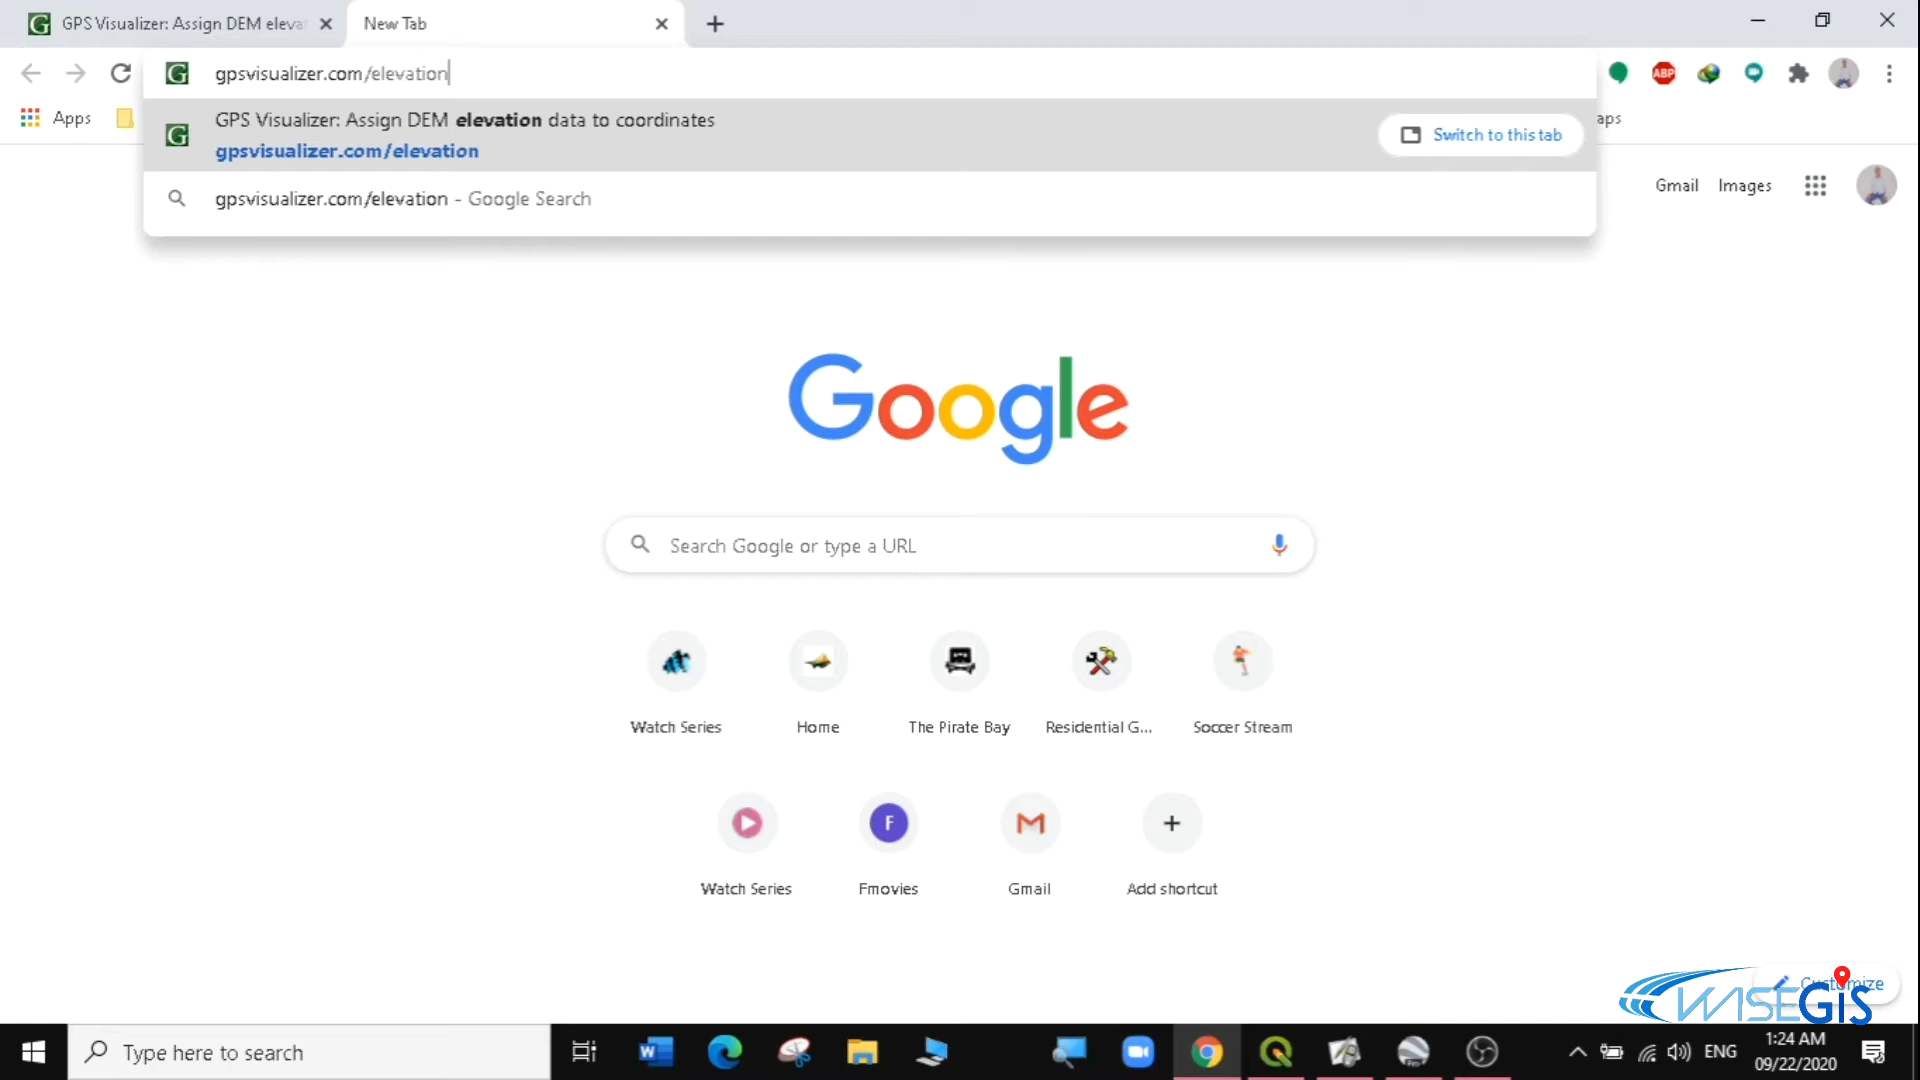 GPS Visualizer: Assign DEM eleva
New Tab
gpsvisualizer.com/elevation
ABP
Apps
GPS Visualizer: Assign DEM elevation data to coordinates
gpsvisualizer.com/elevation
Switch to this tab
aps
gpsvisualizer.com/elevation - Google Search
Gmail Images
Google
Search Google or type a URL
Watch Series
Home
The Pirate Bay
Residential G...
Soccer Stream
F
Watch Series
Fmovies
Gmail
Add shortcut
Customize
WISEGIS
Type here to search
ENG
1:24 AM
09/22/2020